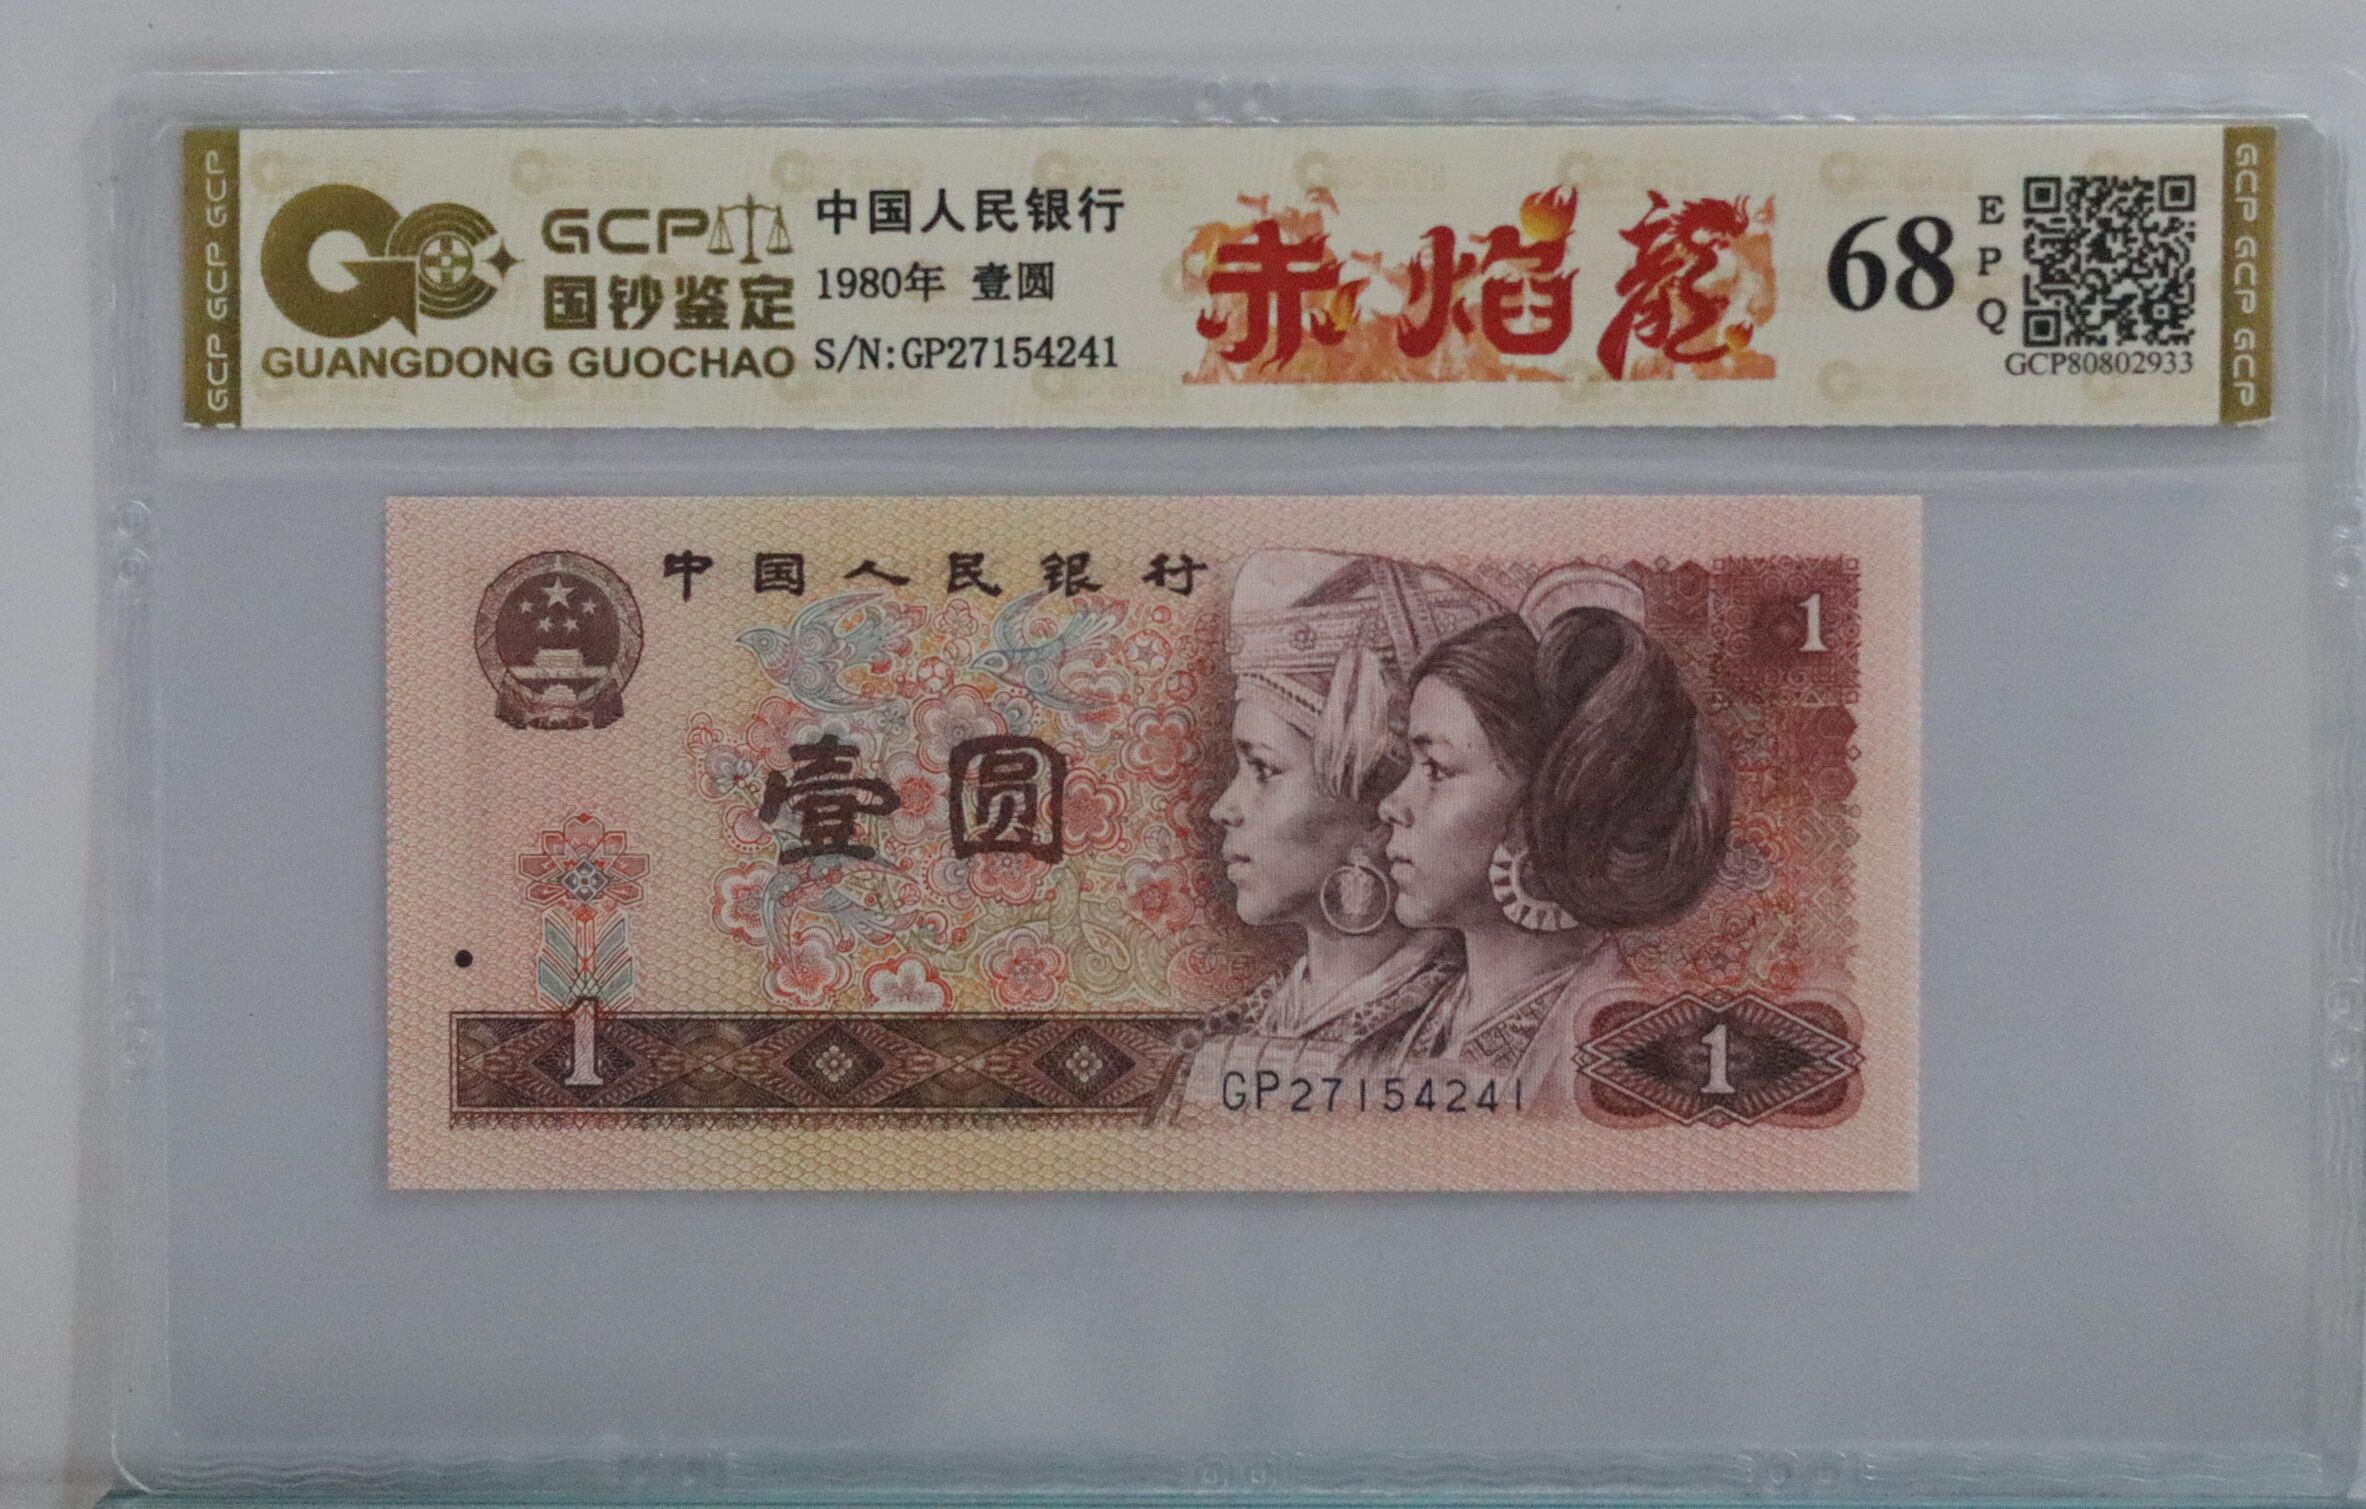 GCP GCP GCP
GCP
国钞鉴定
GUANGDONG GUOCHAO
中国人民银行
1980年 壹圆
S/N:GP27154241
赤焰龍
68
EPQ
GCP80802933
GCP GCP GCP
中国人民银行
1
壹圆
1
1
GP27154241